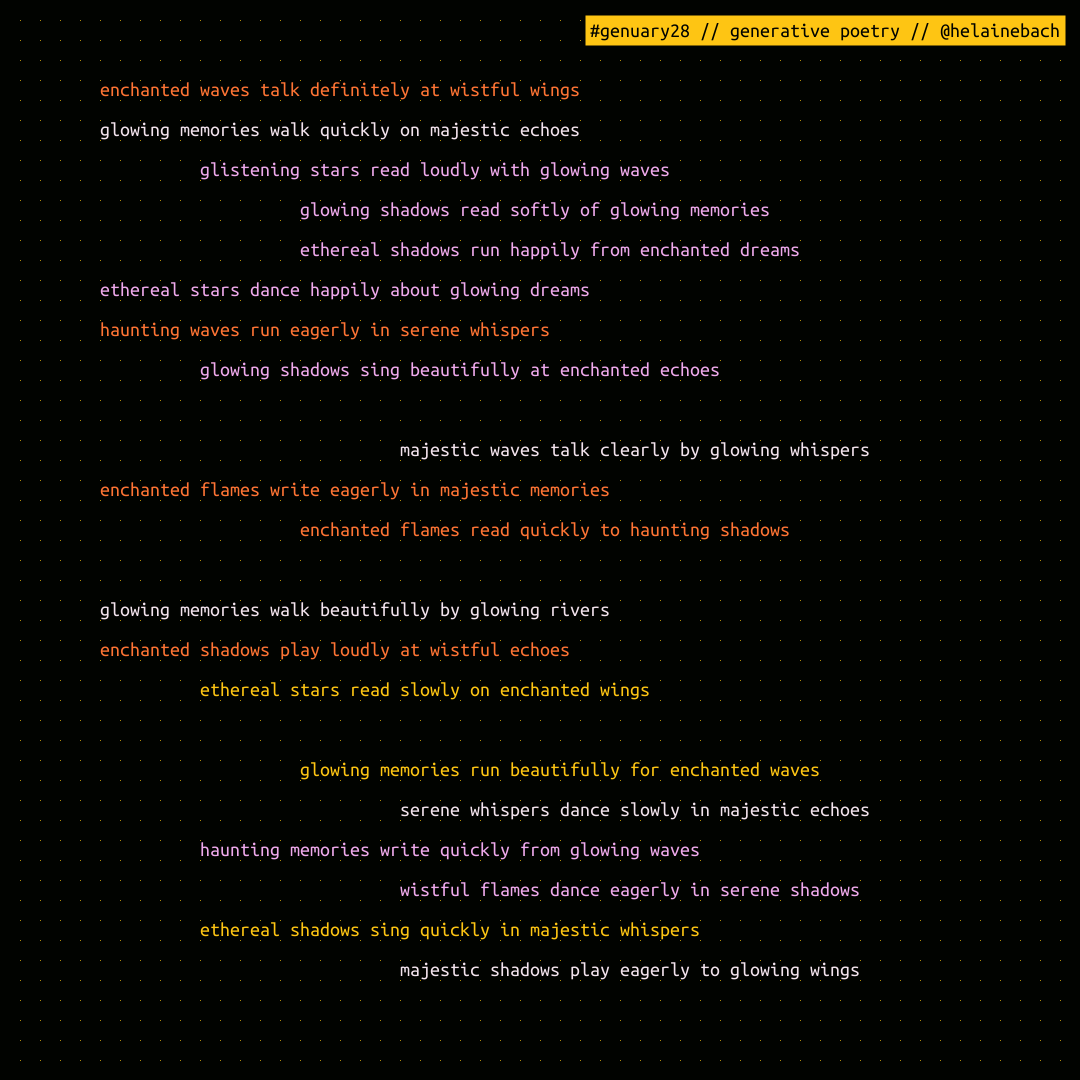 #genuary28 // generative poetry // @helainebach
enchanted waves talk definitely at wistful wings
glowing memories walk quickly on majestic echoes
glistening stars read loudly with glowing waves
glowing shadows read softly of glowing memories
ethereal shadows run happily from enchanted dreams
ethereal stars dance happily about glowing dreams
haunting waves run eagerly in serene whispers
glowing shadows sing beautifully at enchanted echoes
majestic waves talk clearly by glowing whispers
enchanted flames write eagerly in majestic memories
enchanted flames read quickly to haunting shadows
glowing memories walk beautifully by glowing rivers
enchanted shadows play loudly at wistful echoes
ethereal stars read slowly on enchanted wings
glowing memories run beautifully for enchanted waves
serene whispers dance slowly in majestic echoes
haunting memories write quickly from glowing waves
wistful flames dance eagerly in serene shadows
ethereal shadows sing quickly in majestic whispers
majestic shadows play eagerly to glowing wings